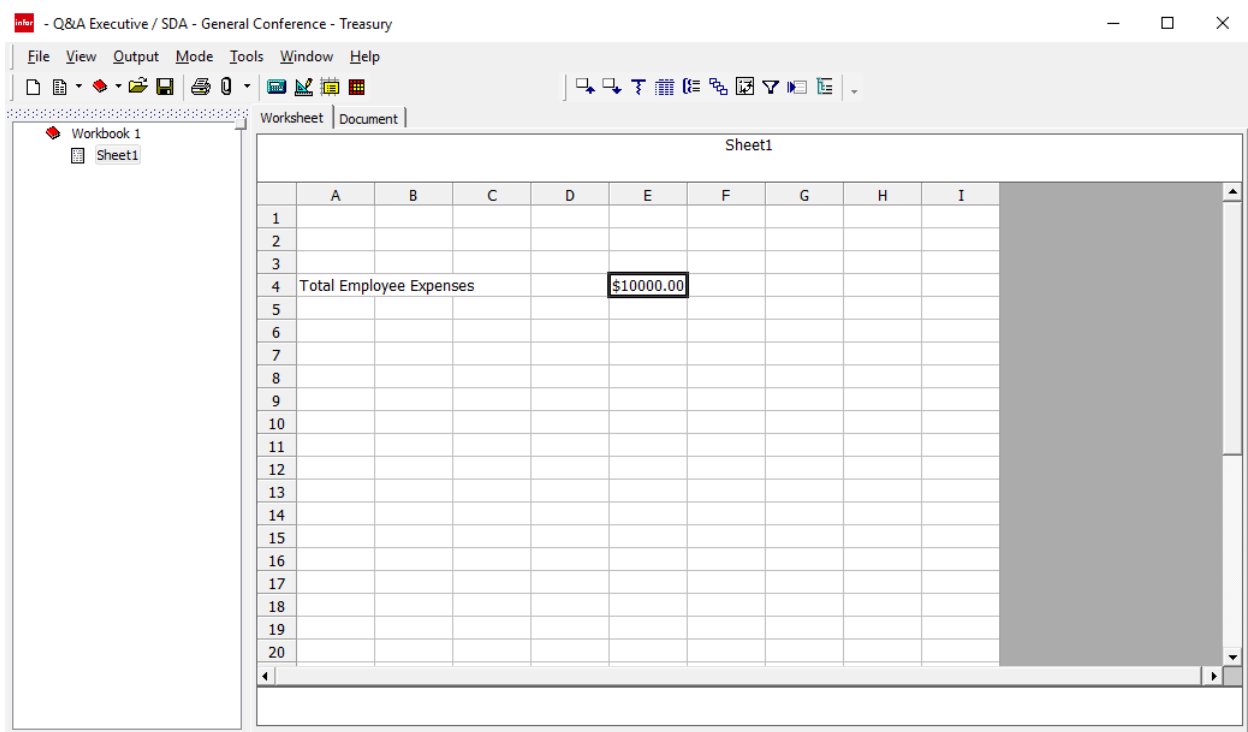 infor - Q&A Executive / SDA - General Conference - Treasury
File View Output Mode Tools Window Help
Worksheet Document
Workbook 1
Sheet1
Sheet1
A B C D E F G H I
1
2
3
4 Total Employee Expenses $10000.00
5
6
7
8
9
10
11
12
13
14
15
16
17
18
19
20